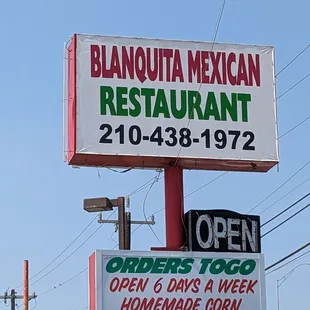 BLANQUITA MEXICAN
RESTAURANT
210-438-1972
OPEN
ORDERS TOGO
OPEN 6 DAYS A WEEK
HOMEMADE CORN